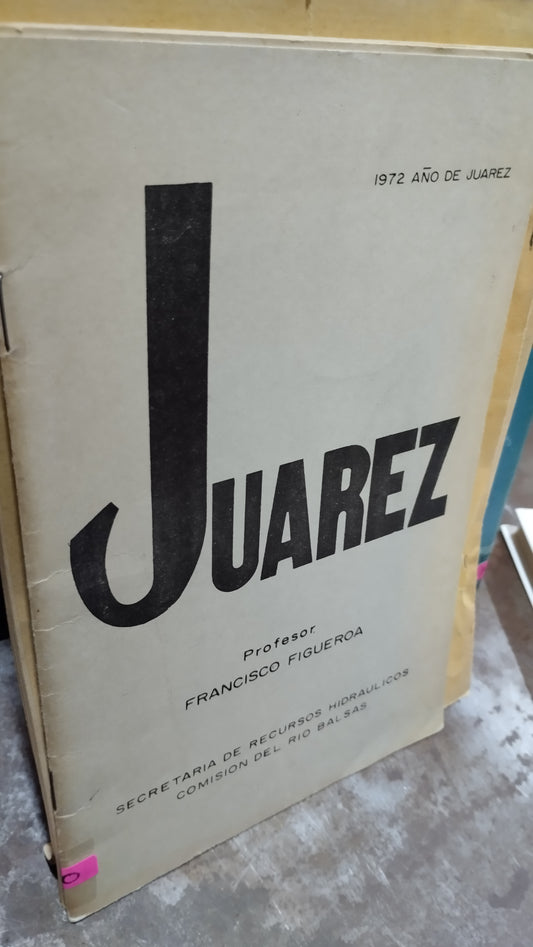 1972 AÑO DE JUAREZ
JUAREZ
Profesor
FRANCISCO FIGUEROA
SECRETARIA DE RECURSOS HIDRAULICOS
COMISION DEL RIO BALSAS